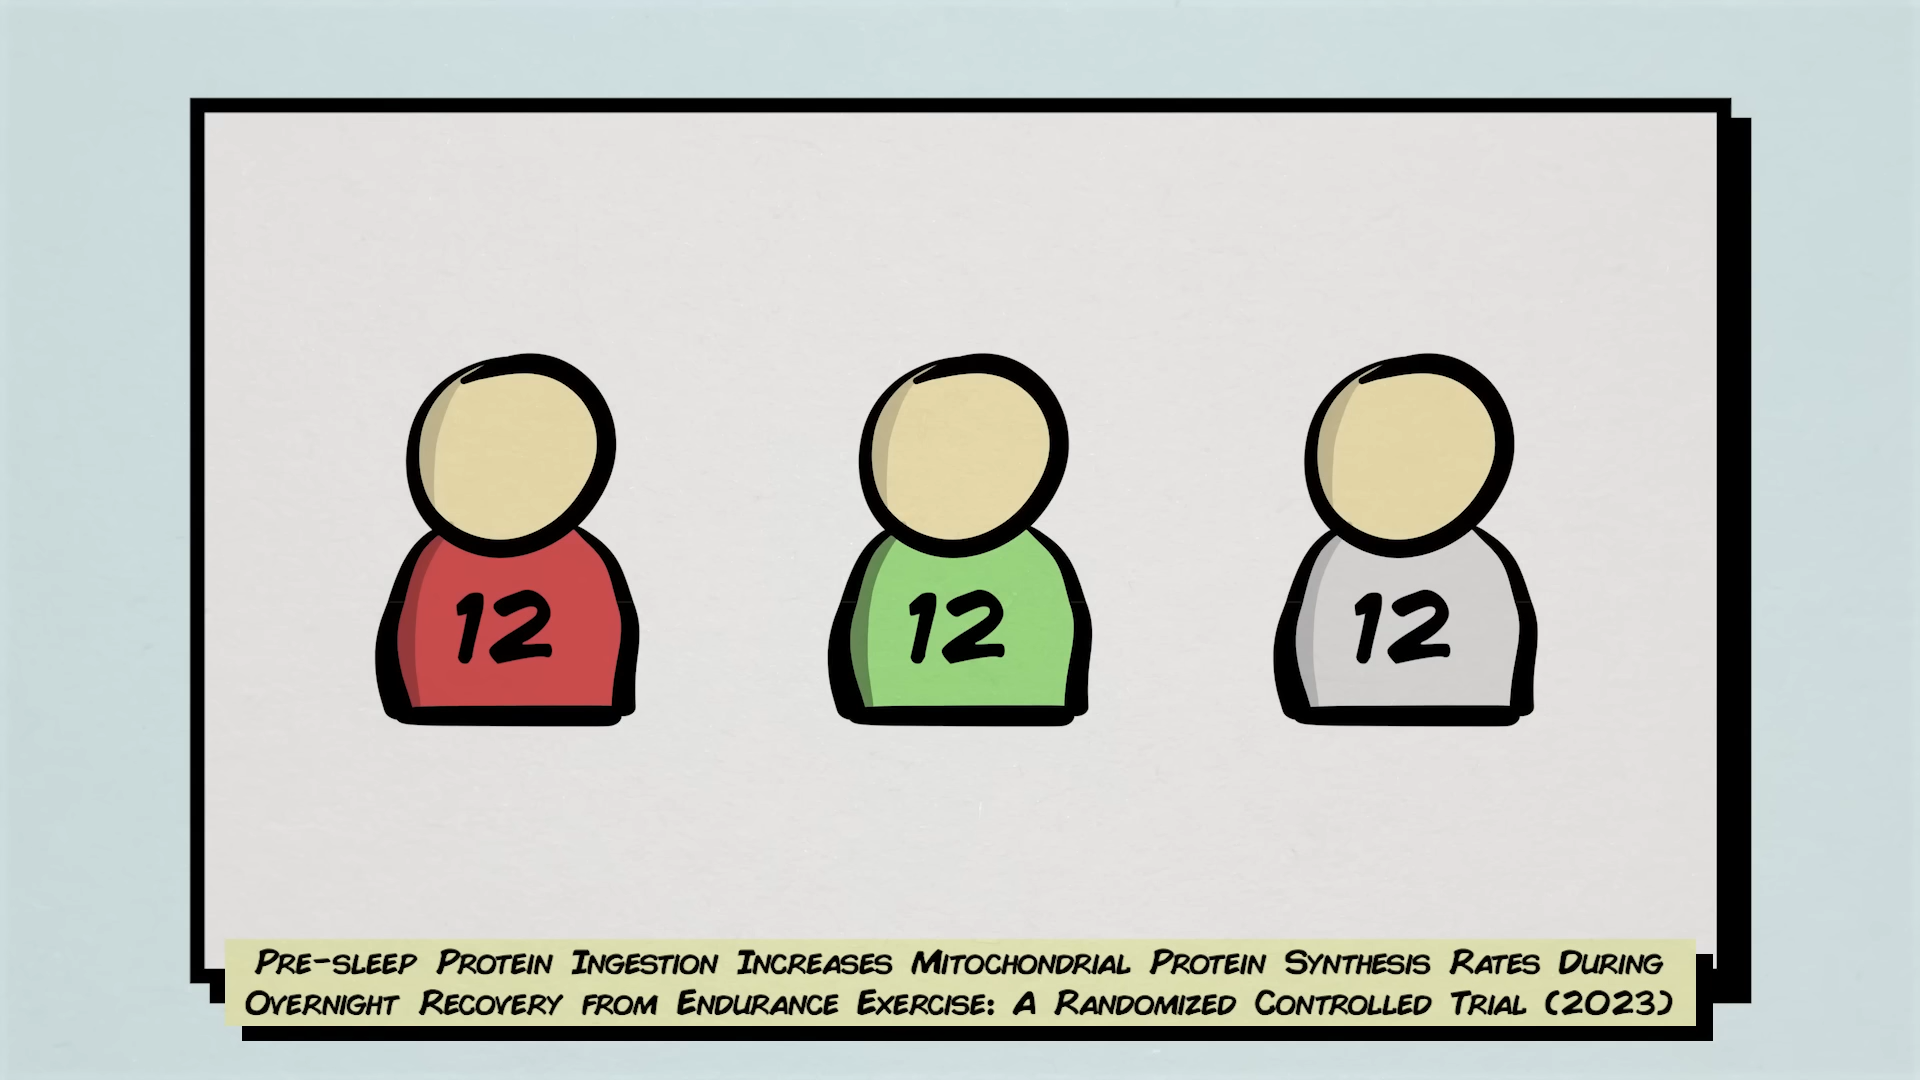 12 12 12
Pre-sleep Protein Ingestion Increases Mitochondrial Protein Synthesis Rates During
Overnight Recovery from Endurance Exercise: A Randomized Controlled Trial (2023)